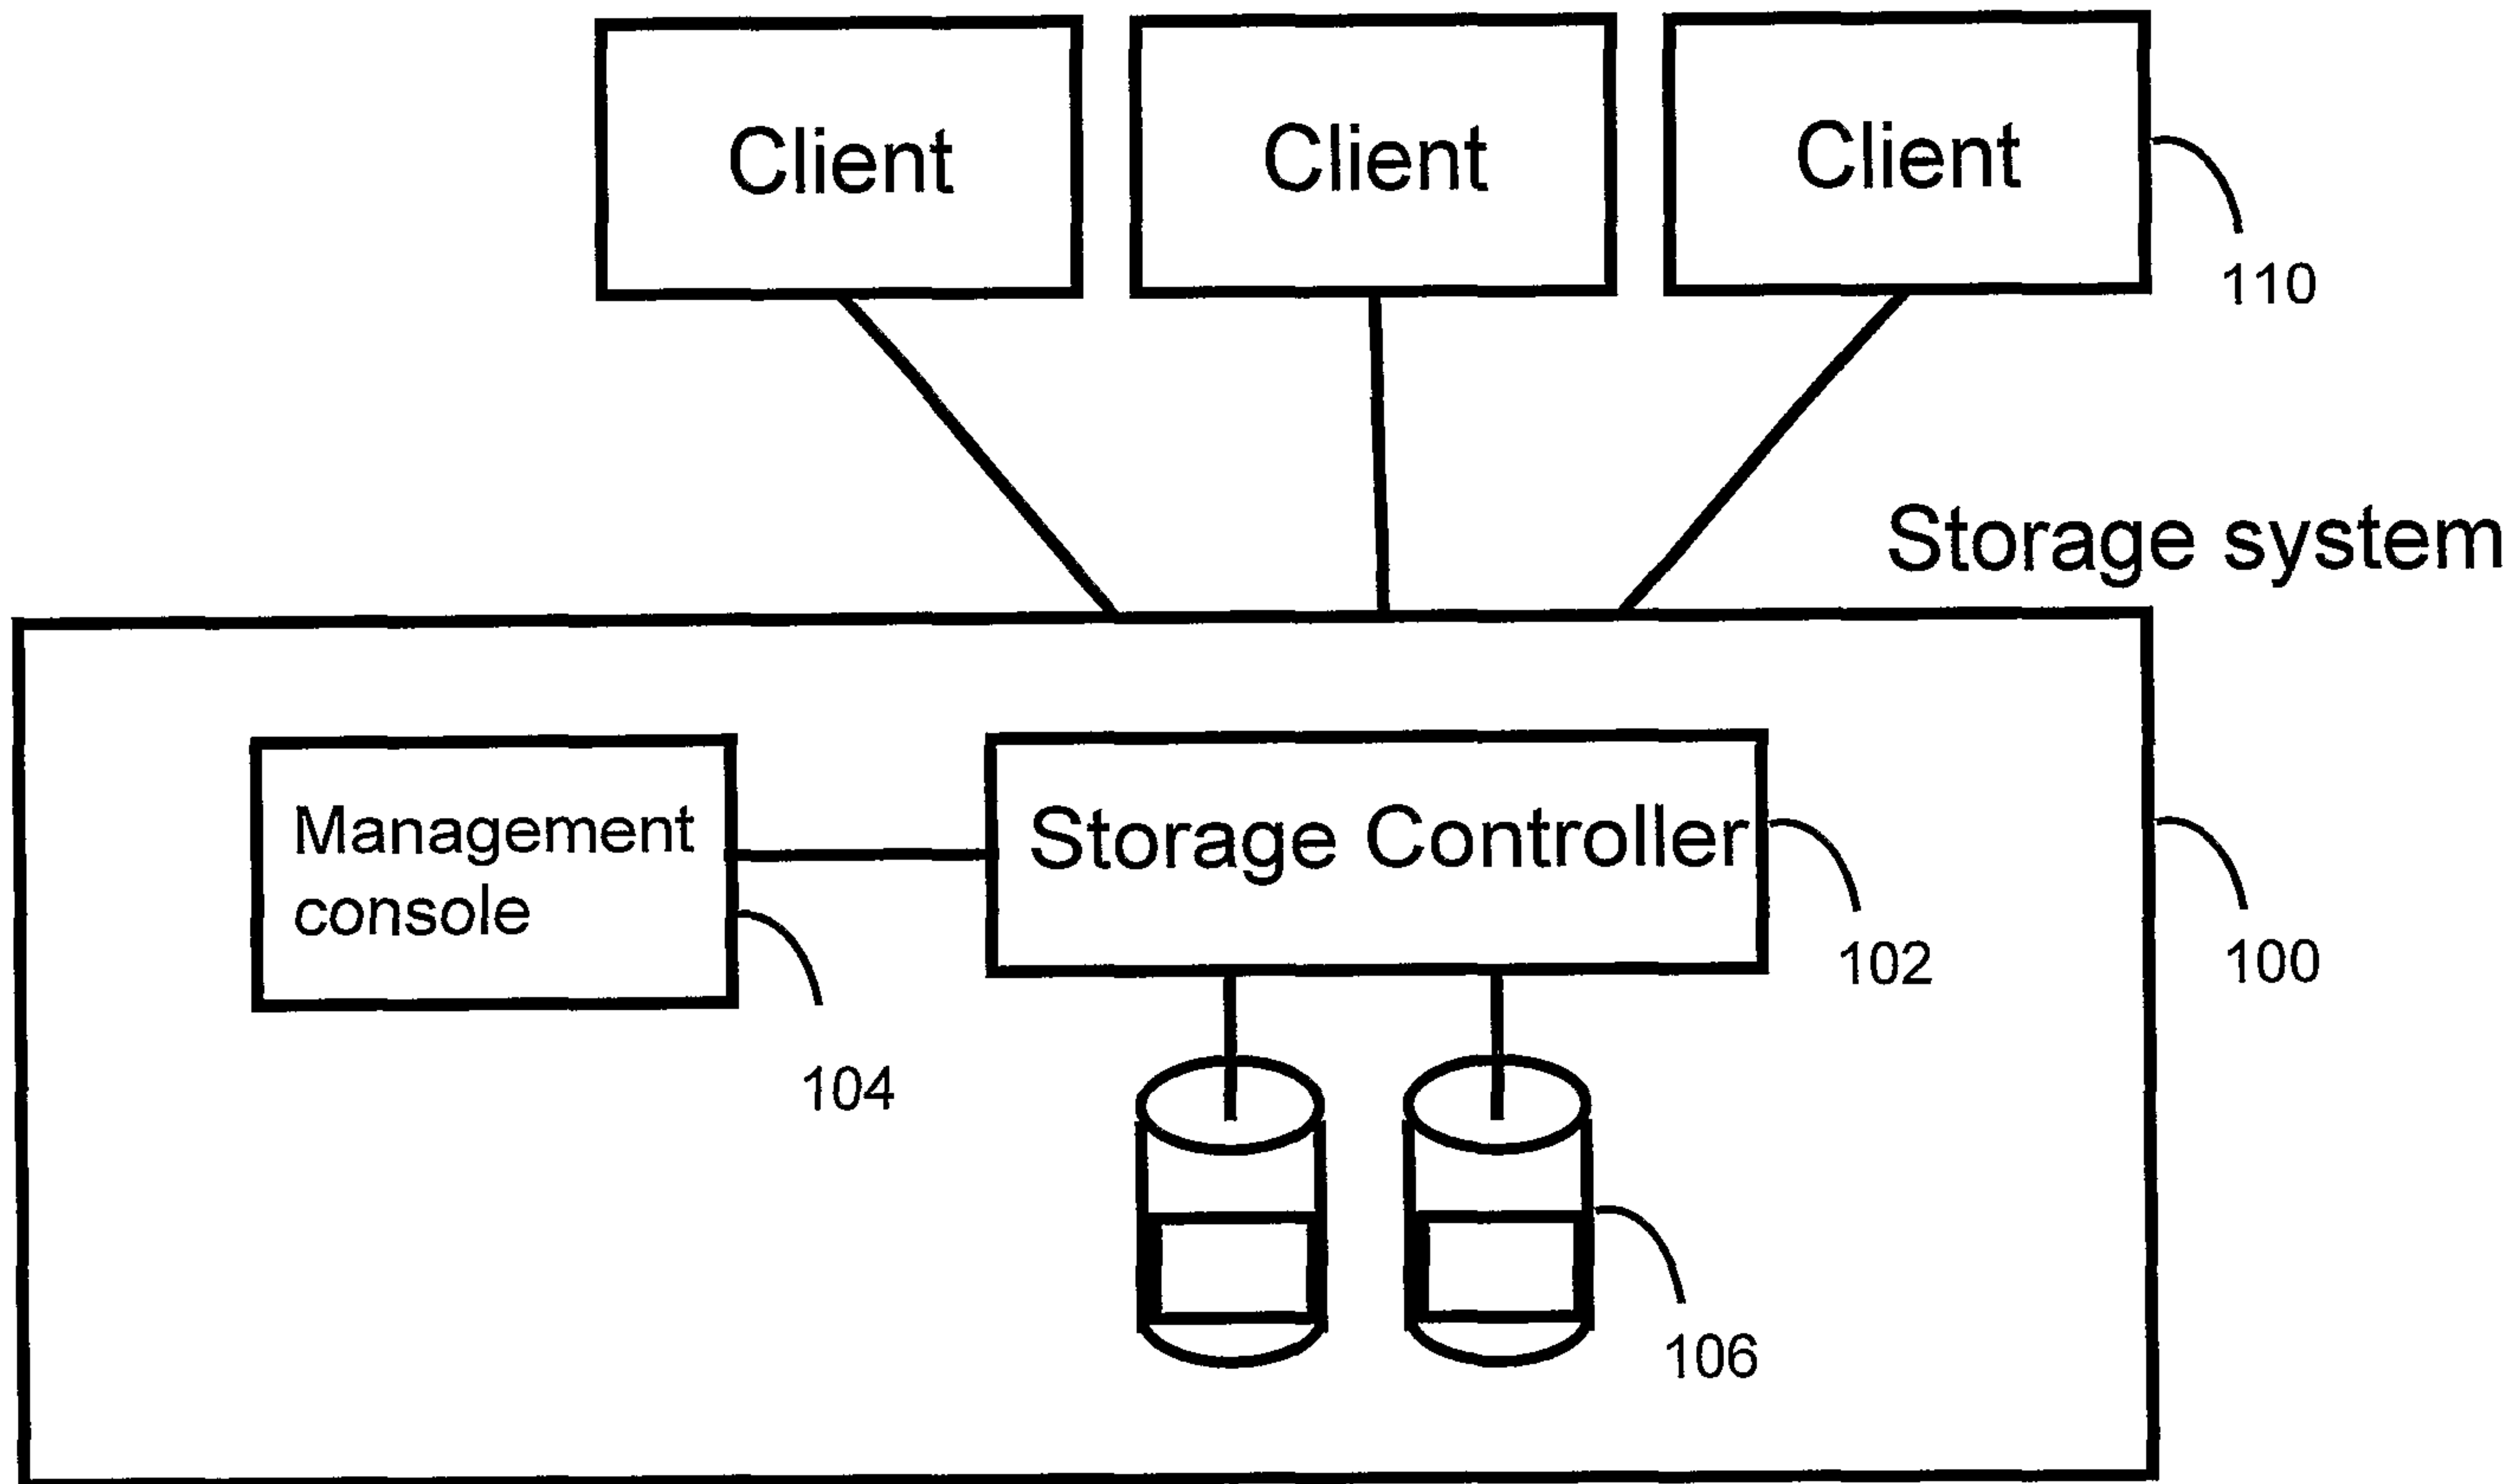 Client
Client
Client
110
Storage system
Management
console
Storage Controller
102
100
104
106